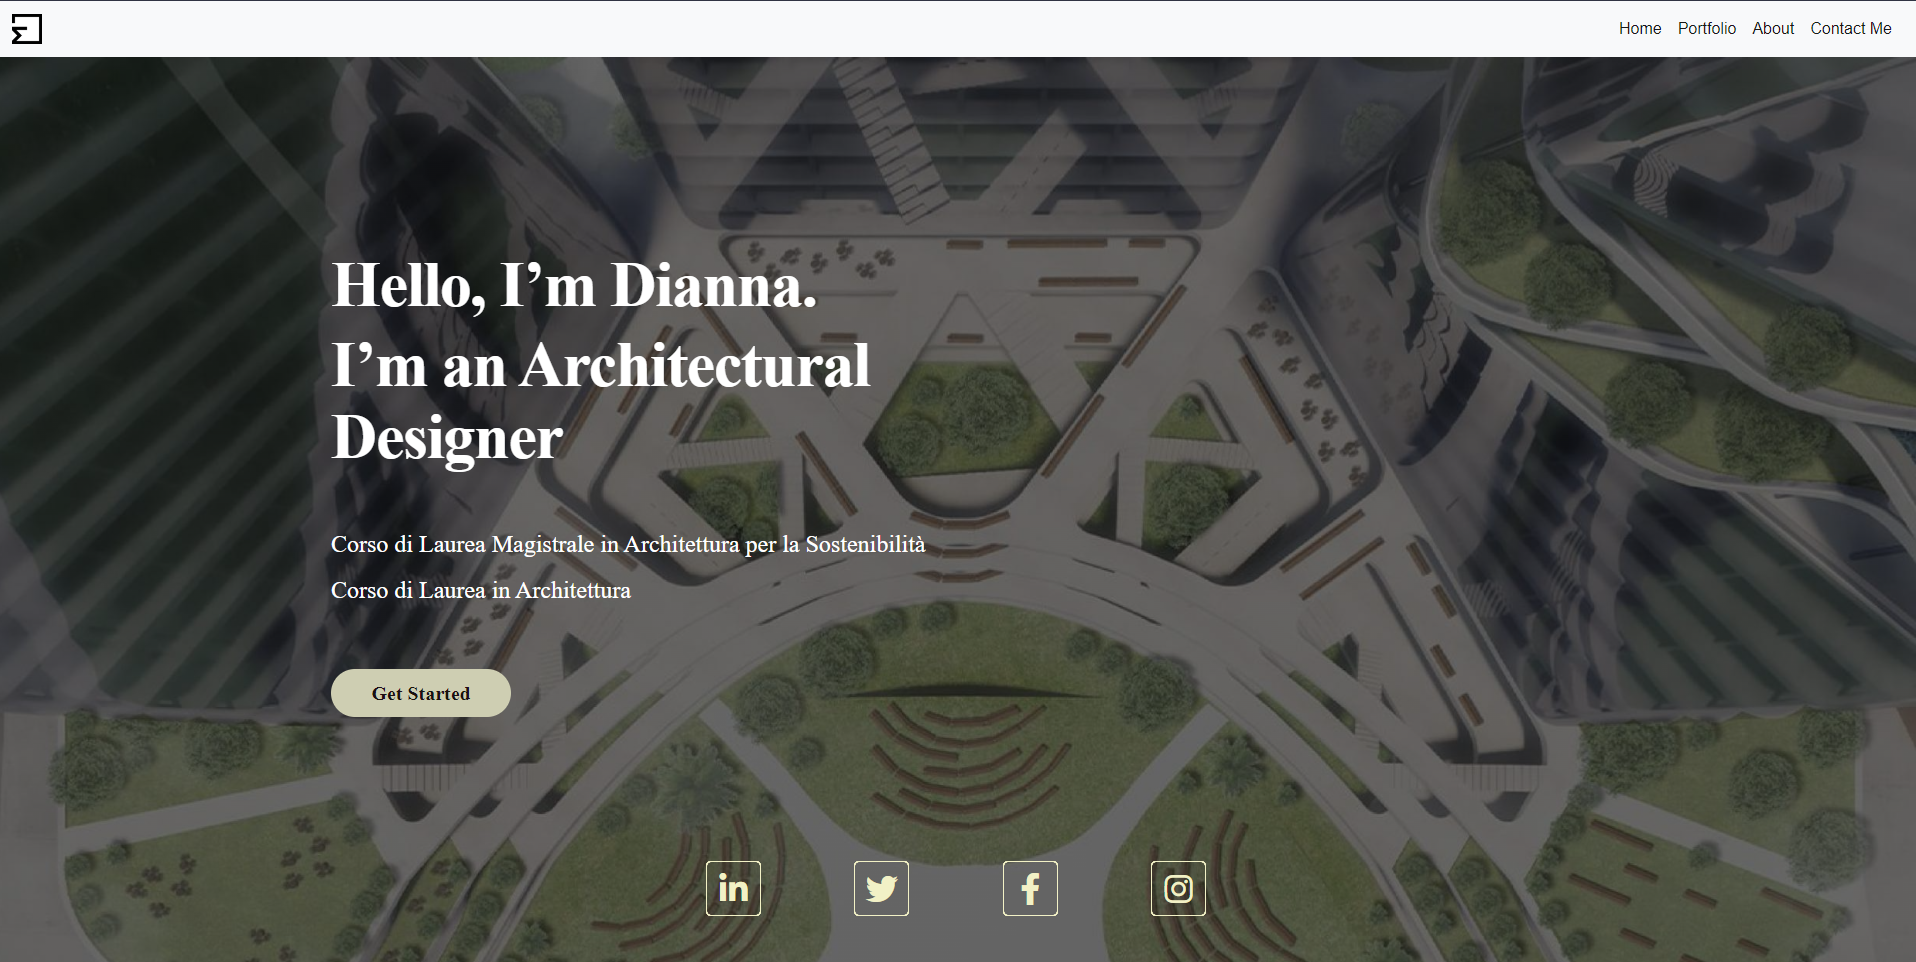 Home Portfolio About Contact Me
Hello, I’m Dianna.
I’m an Architectural
Designer
Corso di Laurea Magistrale in Architettura per la Sostenibilità
Corso di Laurea in Architettura
Get Started